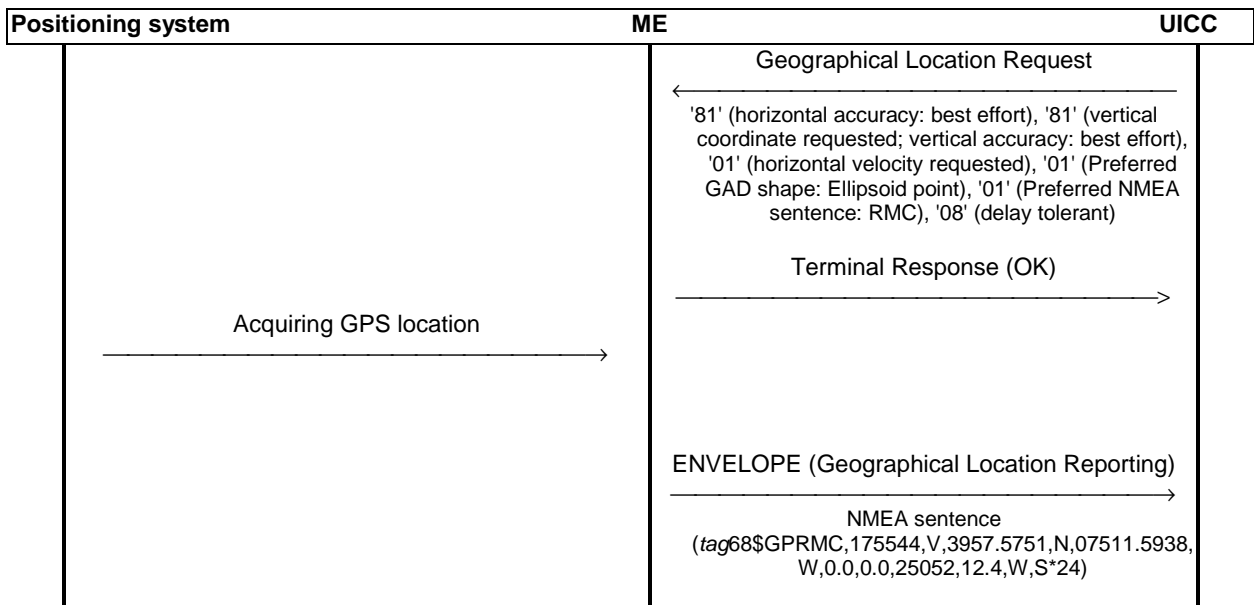 Positioning system ME UICC
Geographical Location Request
'81' (horizontal accuracy: best effort), '81' (vertical
coordinate requested; vertical accuracy: best effort),
'01' (horizontal velocity requested), '01' (Preferred
GAD shape: Ellipsoid point), '01' (Preferred NMEA
sentence: RMC), '08' (delay tolerant)
Terminal Response (OK)
Acquiring GPS location
ENVELOPE (Geographical Location Reporting)
NMEA sentence
(tag68$GPRMC,175544,V,3957.5751,N,07511.5938,
W,0.0,0.0,25052,12.4,W,S*24)